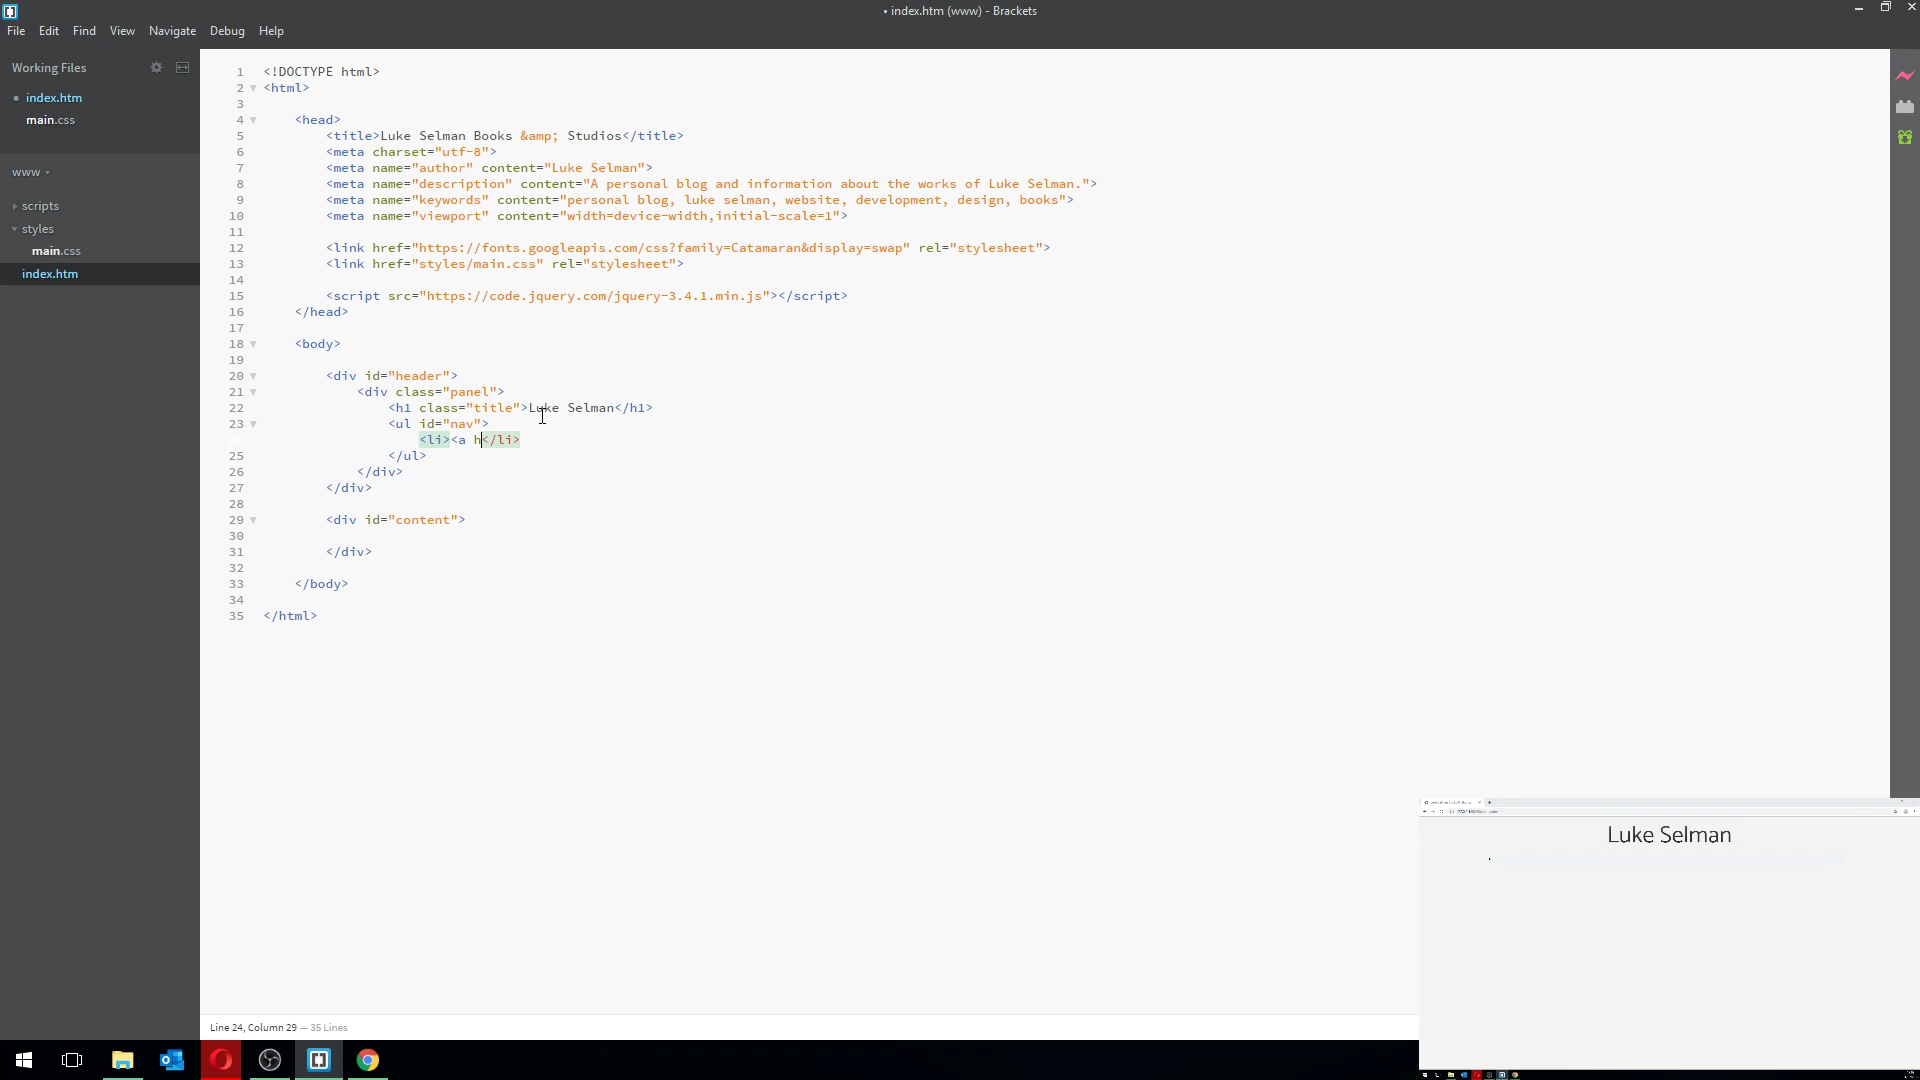 • index.htm (www) - Brackets
File Edit Find View Navigate Debug Help
Working Files
index.htm
main.css
www
scripts
styles
main.css
index.htm
1 <!DOCTYPE html>
2 <html>
3
4 <head>
5 <title>Luke Selman Books &amp; Studios</title>
6 <meta charset="utf-8">
7 <meta name="author" content="Luke Selman">
8 <meta name="description" content="A personal blog and information about the works of Luke Selman.">
9 <meta name="keywords" content="personal blog, luke selman, website, development, design, books">
10 <meta name="viewport" content="width=device-width,initial-scale=1">
11
12 <link href="https://fonts.googleapis.com/css?family=Catamaran&display=swap" rel="stylesheet">
13 <link href="styles/main.css" rel="stylesheet">
14
15 <script src="https://code.jquery.com/jquery-3.4.1.min.js"></script>
16 </head>
17
18 <body>
19
20 <div id="header">
21 <div class="panel">
22 <h1 class="title">Luke Selman</h1>
23 <ul id="nav">
<li><a h</li>
25 </ul>
26 </div>
27 </div>
28
29 <div id="content">
30
31 </div>
32
33 </body>
34
35 </html>
Luke Selman
Line 24, Column 29 — 35 Lines